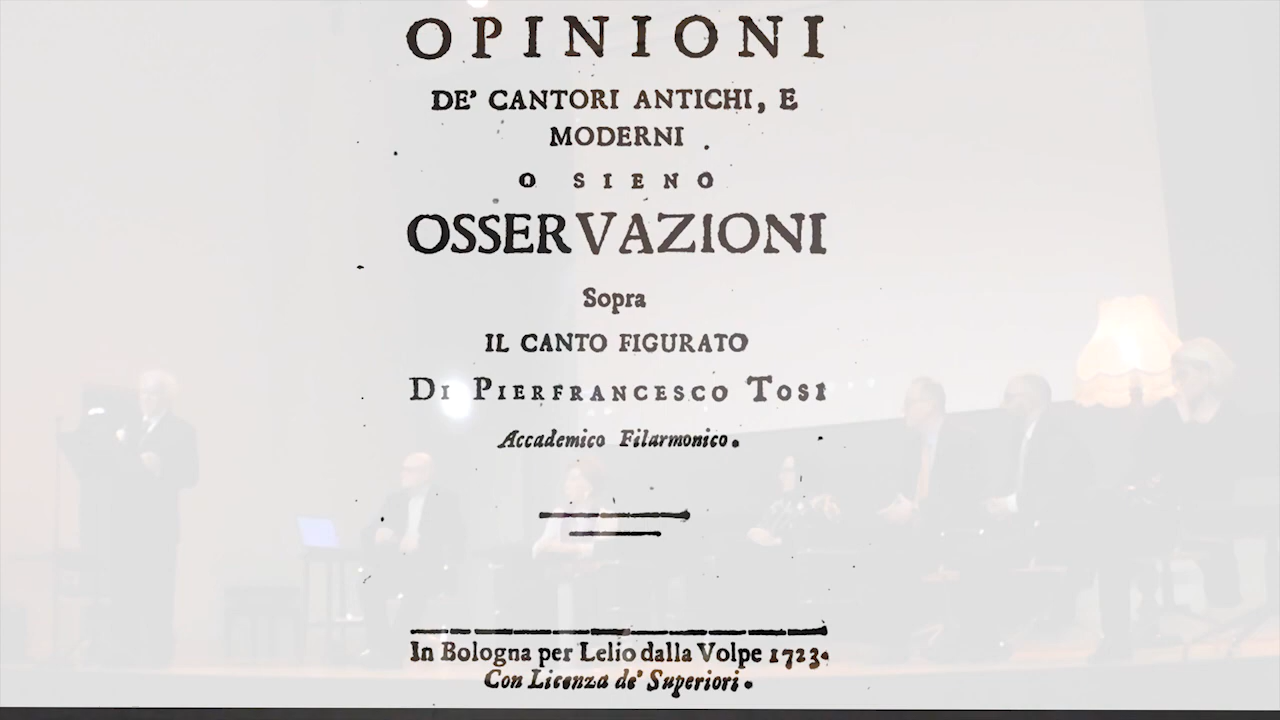 OPINIONI
DE' CANTORI ANTICHI, E
MODERNI
O SIENO
OSSERVAZIONI
Sopra
IL CANTO FIGURATO
DI PIERFRANCESCO TOSI
Accademico Filarmonico.
In Bologna per Lelio dalla Volpe 1723.
Con Licenza de' Superiori.